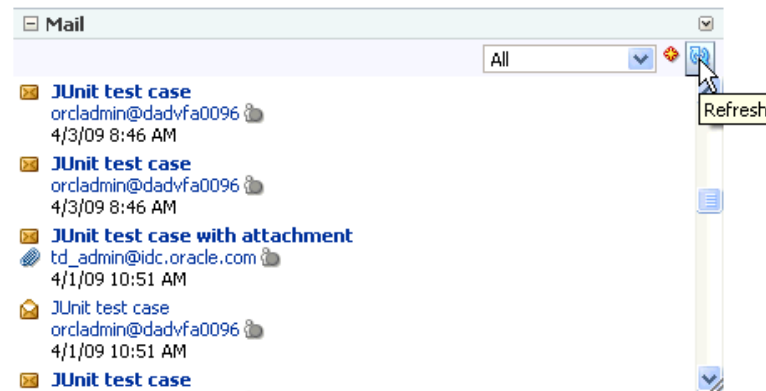 Mail
All
Refresh
JUnit test case
orcladmin@dadvfa0096
4/3/09 8:46 AM
JUnit test case
orcladmin@dadvfa0096
4/3/09 8:46 AM
JUnit test case with attachment
td_admin@idc.oracle.com
4/1/09 10:51 AM
JUnit test case
orcladmin@dadvfa0096
4/1/09 10:51 AM
JUnit test case